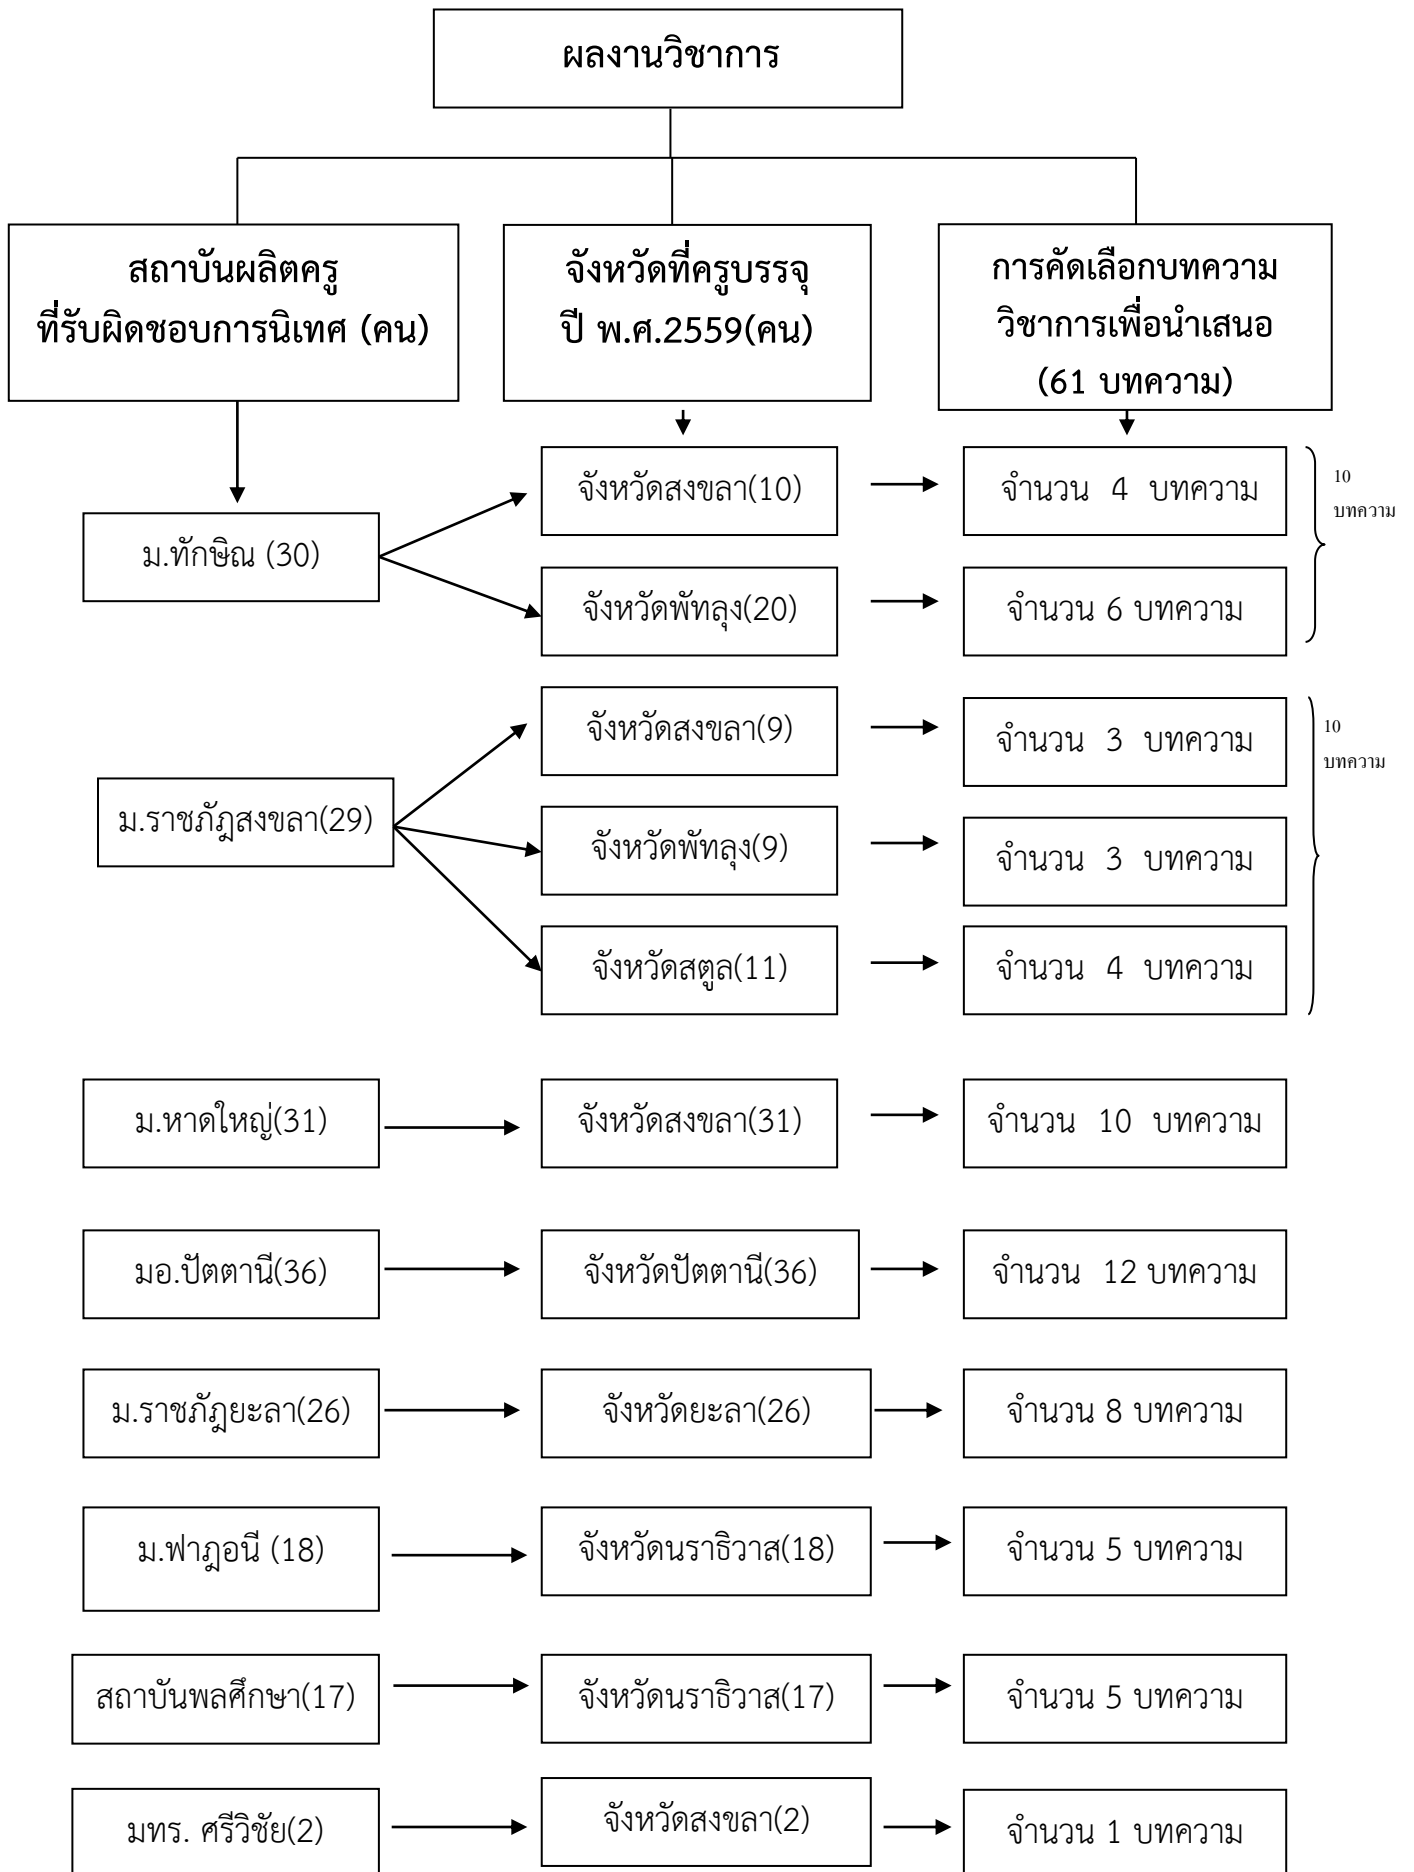 ผลงานวิชาการ
สถาบันผลิตครู
ที่รับผิดชอบการนิเทศ (คน)
จังหวัดที่ครูบรรจุ
ปี พ.ศ.2559(คน)
การคัดเลือกบทความ
วิชาการเพื่อนำเสนอ
(61 บทความ)
ม.ทักษิณ (30)
จังหวัดสงขลา(10)
จำนวน 4 บทความ
จังหวัดพัทลุง(20)
จำนวน 6 บทความ
10
บทความ
ม.ราชภัฎสงขลา(29)
จังหวัดสงขลา(9)
จำนวน 3 บทความ
จังหวัดพัทลุง(9)
จำนวน 3 บทความ
จังหวัดสตูล(11)
จำนวน 4 บทความ
10
บทความ
ม.หาดใหญ่(31)
จังหวัดสงขลา(31)
จำนวน 10 บทความ
มอ.ปัตตานี(36)
จังหวัดปัตตานี(36)
จำนวน 12 บทความ
ม.ราชภัฎยะลา(26)
จังหวัดยะลา(26)
จำนวน 8 บทความ
ม.ฟาฎอนี (18)
จังหวัดนราธิวาส(18)
จำนวน 5 บทความ
สถาบันพลศึกษา(17)
จังหวัดนราธิวาส(17)
จำนวน 5 บทความ
มทร. ศรีวิชัย(2)
จังหวัดสงขลา(2)
จำนวน 1 บทความ